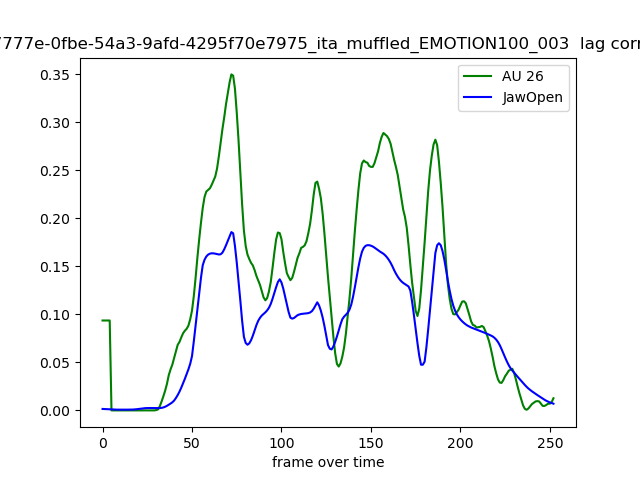 7777e-0fbe-54a3-9afd-4295f70e7975_ita_muffled_EMOTION100_003 lag corr
AU 26
JawOpen
0.35
0.30
0.25
0.20
0.15
0.10
0.05
0.00
0 50 100 150 200 250
frame over time